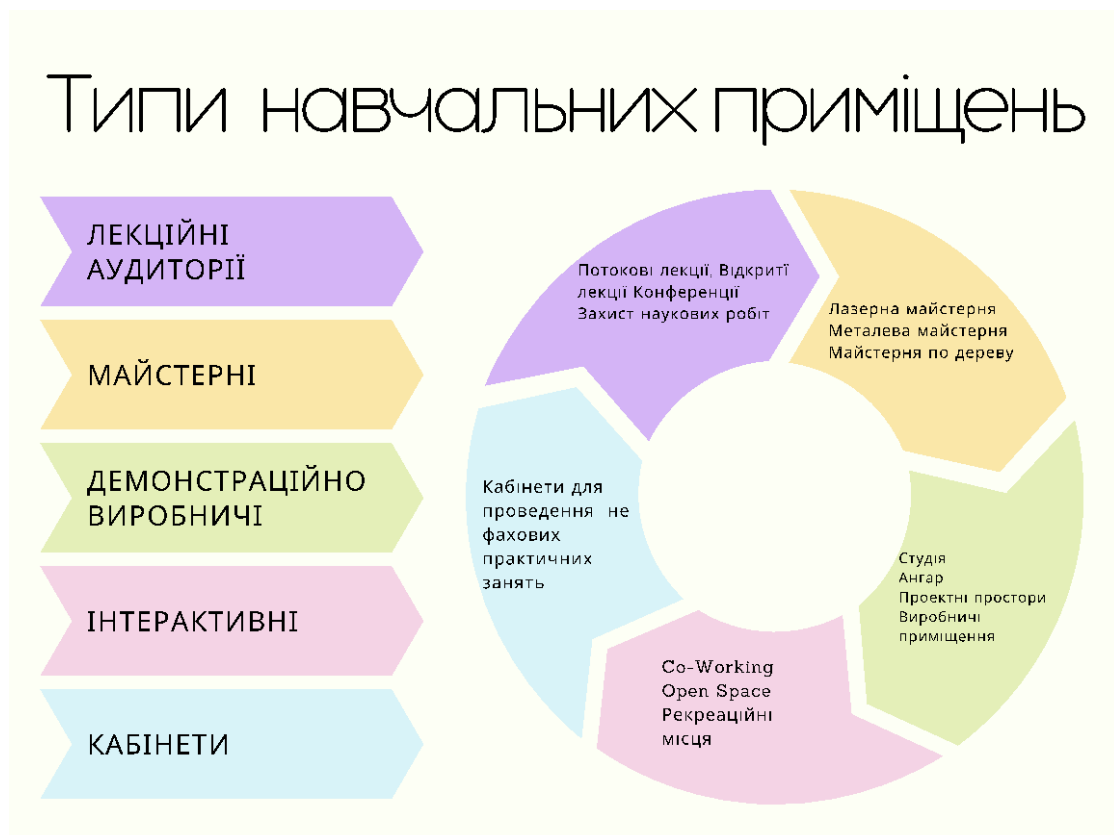 Типи навчальних приміщень
ЛЕКЦІЙНІ
АУДИТОРІЇ
МАЙСТЕРНІ
ДЕМОНСТРАЦІЙНО
ВИРОБНИЧІ
ІНТЕРАКТИВНІ
КАБІНЕТИ
Потокові лекції, Відкриті
лекції Конференції
Захист наукових робіт
Лазерна майстерня
Металева майстерня
Майстерня по дереву
Студія
Ангар
Проектні простори
Виробничі
приміщення
Co-Working
Open Space
Рекреаційні
місця
Кабінети для
проведення не
фахових
практичних
занять